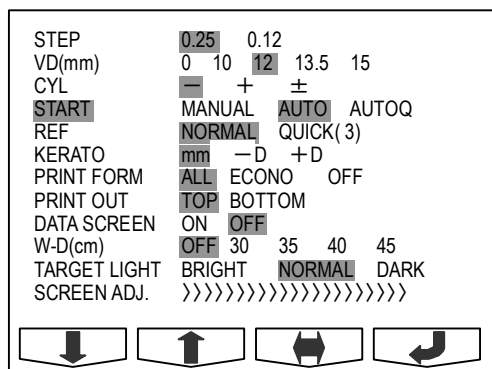 STEP 0.25 0.12
VD(mm) 0 10 12 13.5 15
CYL － + ±
START MANUAL AUTO AUTOQ
REF NORMAL QUICK( 3)
KERATO mm －D +D
PRINT FORM ALL ECONO OFF
PRINT OUT TOP BOTTOM
DATA SCREEN ON OFF
W-D(cm) OFF 30 35 40 45
TARGET LIGHT BRIGHT NORMAL DARK
SCREEN ADJ. 〉〉〉〉〉〉〉〉〉〉〉〉〉〉〉〉〉〉〉〉〉